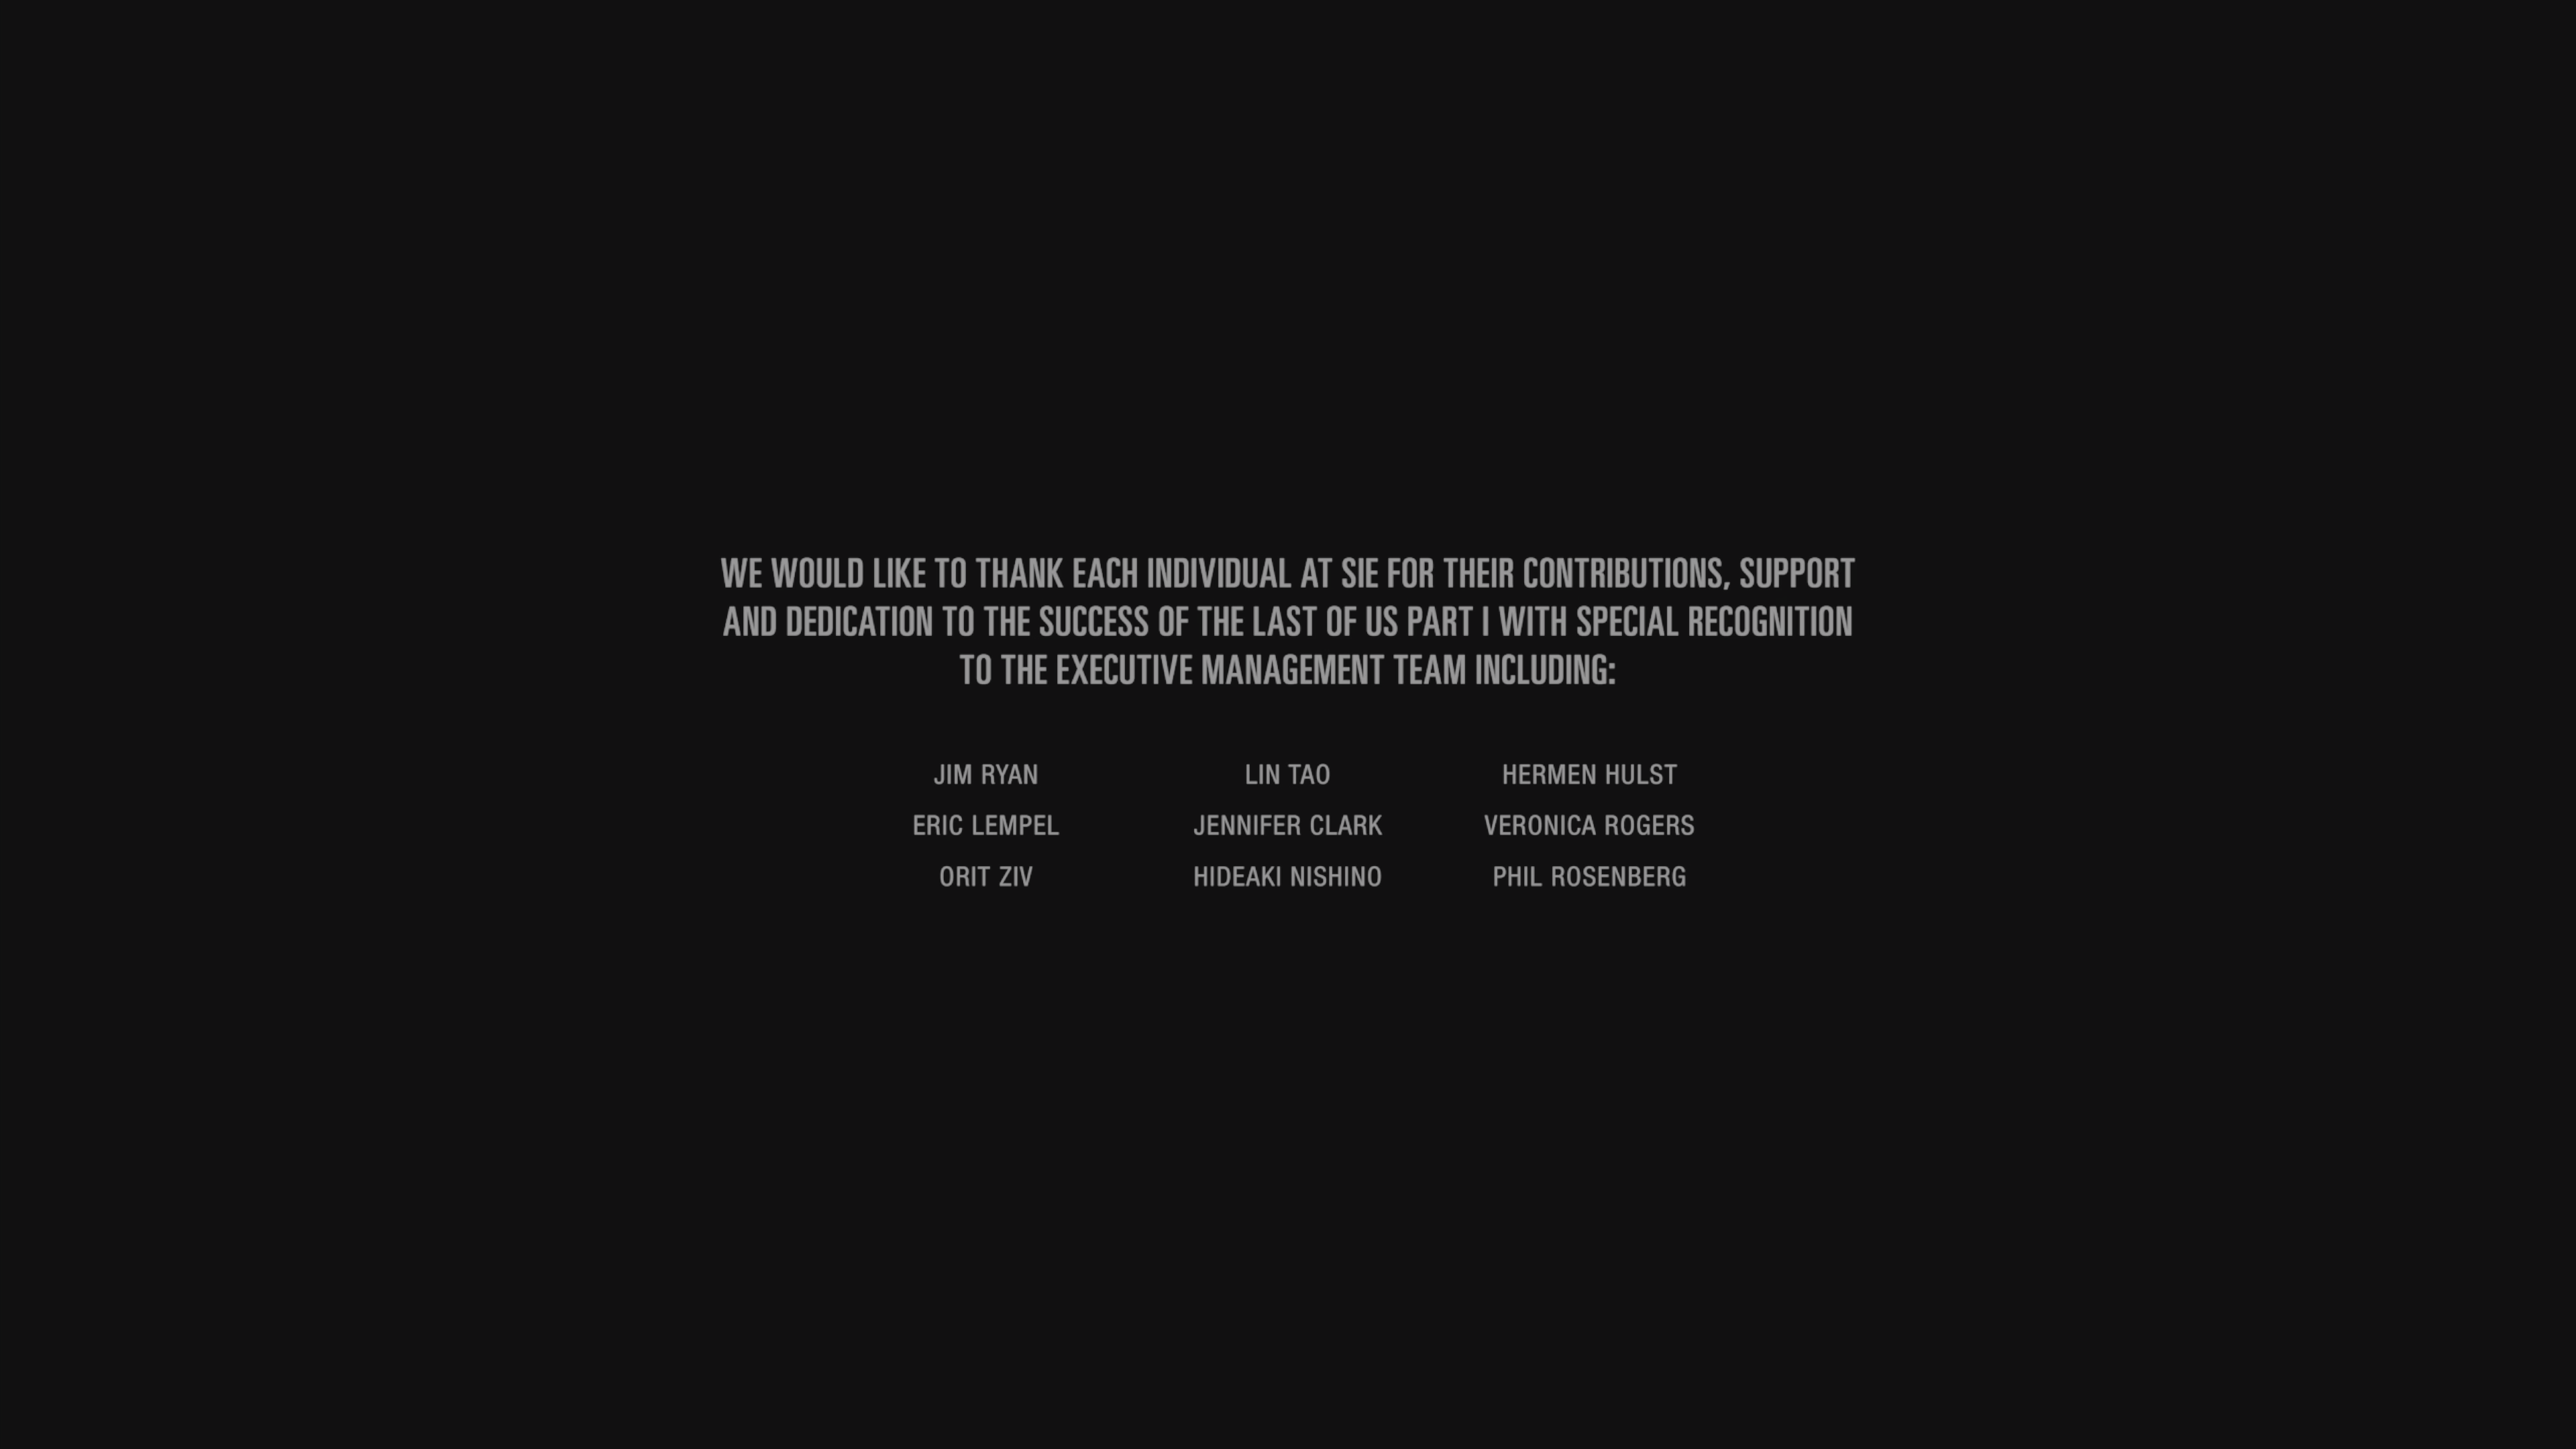 WE WOULD LIKE TO THANK EACH INDIVIDUAL AT SIE FOR THEIR CONTRIBUTIONS, SUPPORT
AND DEDICATION TO THE SUCCESS OF THE LAST OF US PART I WITH SPECIAL RECOGNITION
TO THE EXECUTIVE MANAGEMENT TEAM INCLUDING:
JIM RYAN LIN TAO HERMEN HULST
ERIC LEMPEL JENNIFER CLARK VERONICA ROGERS
ORIT ZIV HIDEAKI NISHINO PHIL ROSENBERG